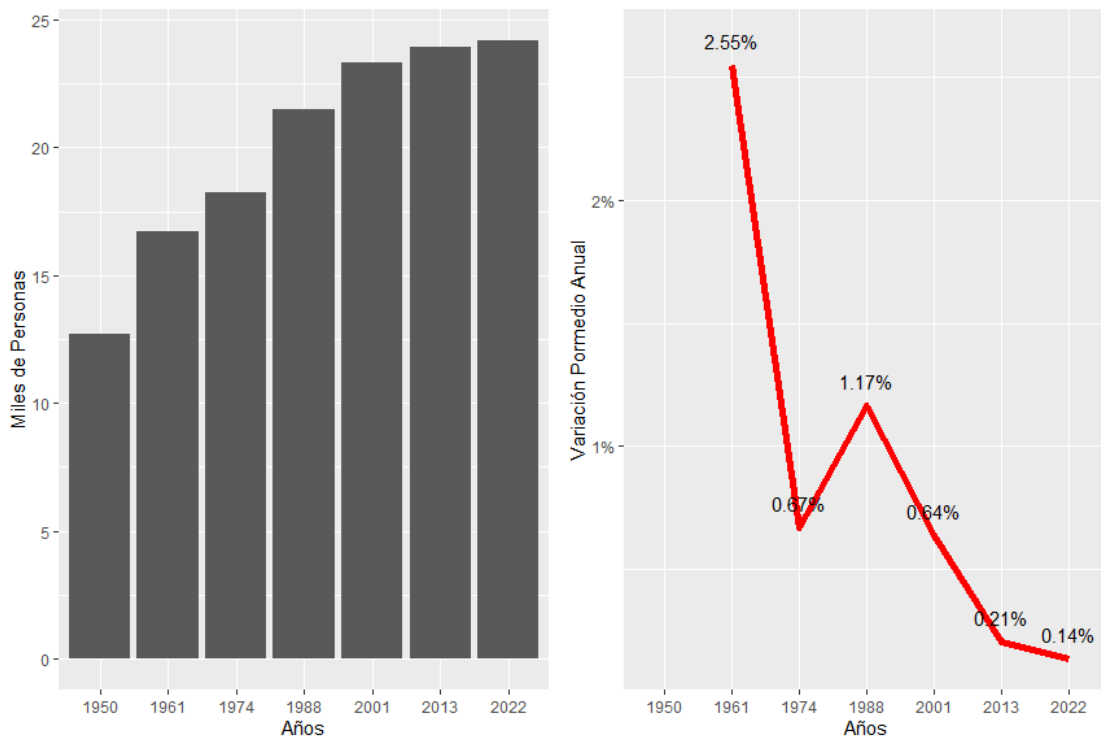 25
20
15
10
5
0
Miles de Personas
1950 1961 1974 1988 2001 2013 2022
Años
2%
1%
Variación Pormedio Anual
2.55%
0.67%
1.17%
0.64%
0.21%
0.14%
1950 1961 1974 1988 2001 2013 2022
Años